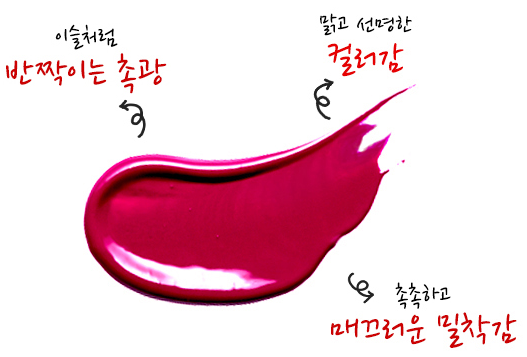 이슬처럼
반짝이는 촉광
맑고 선명한
컬러감
촉촉하고
매끄러운 밀착감